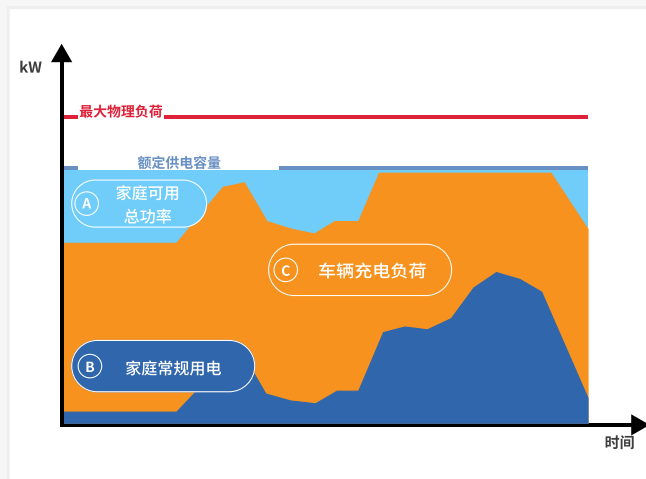 kW
最大物理负荷
额定供电容量
A
家庭可用
总功率
C
车辆充电负荷
B
家庭常规用电
时间